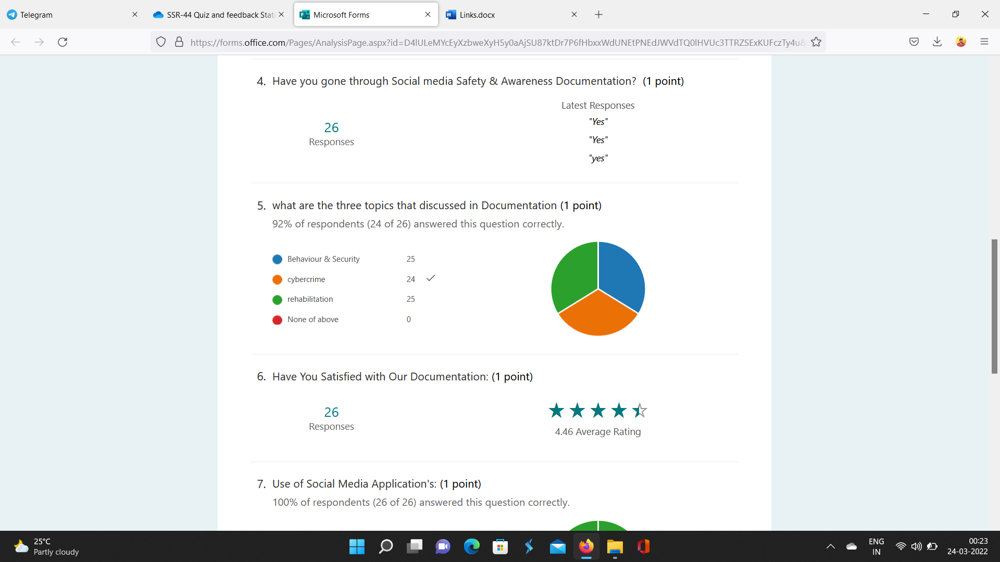 Telegram
SSR-44 Quiz and feedback Stati
Microsoft Forms
Links.docx
https://forms.office.com/Pages/AnalysisPage.aspx?id=D4lULeMYcEyXzbweXyH5y0aAjSU87ktDr7P6fHbxxWdUNEtPNEdJWVdTQ0lHVUc3TTRZSExKUFczTy4u&
4. Have you gone through Social media Safety & Awareness Documentation? (1 point)
Latest Responses
26
Responses
"Yes"
"Yes"
"yes"
5. what are the three topics that discussed in Documentation (1 point)
92% of respondents (24 of 26) answered this question correctly.
Behaviour & Security 25
cybercrime 24
rehabilitation 25
None of above 0
6. Have You Satisfied with Our Documentation: (1 point)
26
Responses
4.46 Average Rating
7. Use of Social Media Application's: (1 point)
100% of respondents (26 of 26) answered this question correctly.
25°C
Partly cloudy
ENG
IN
00:23
24-03-2022